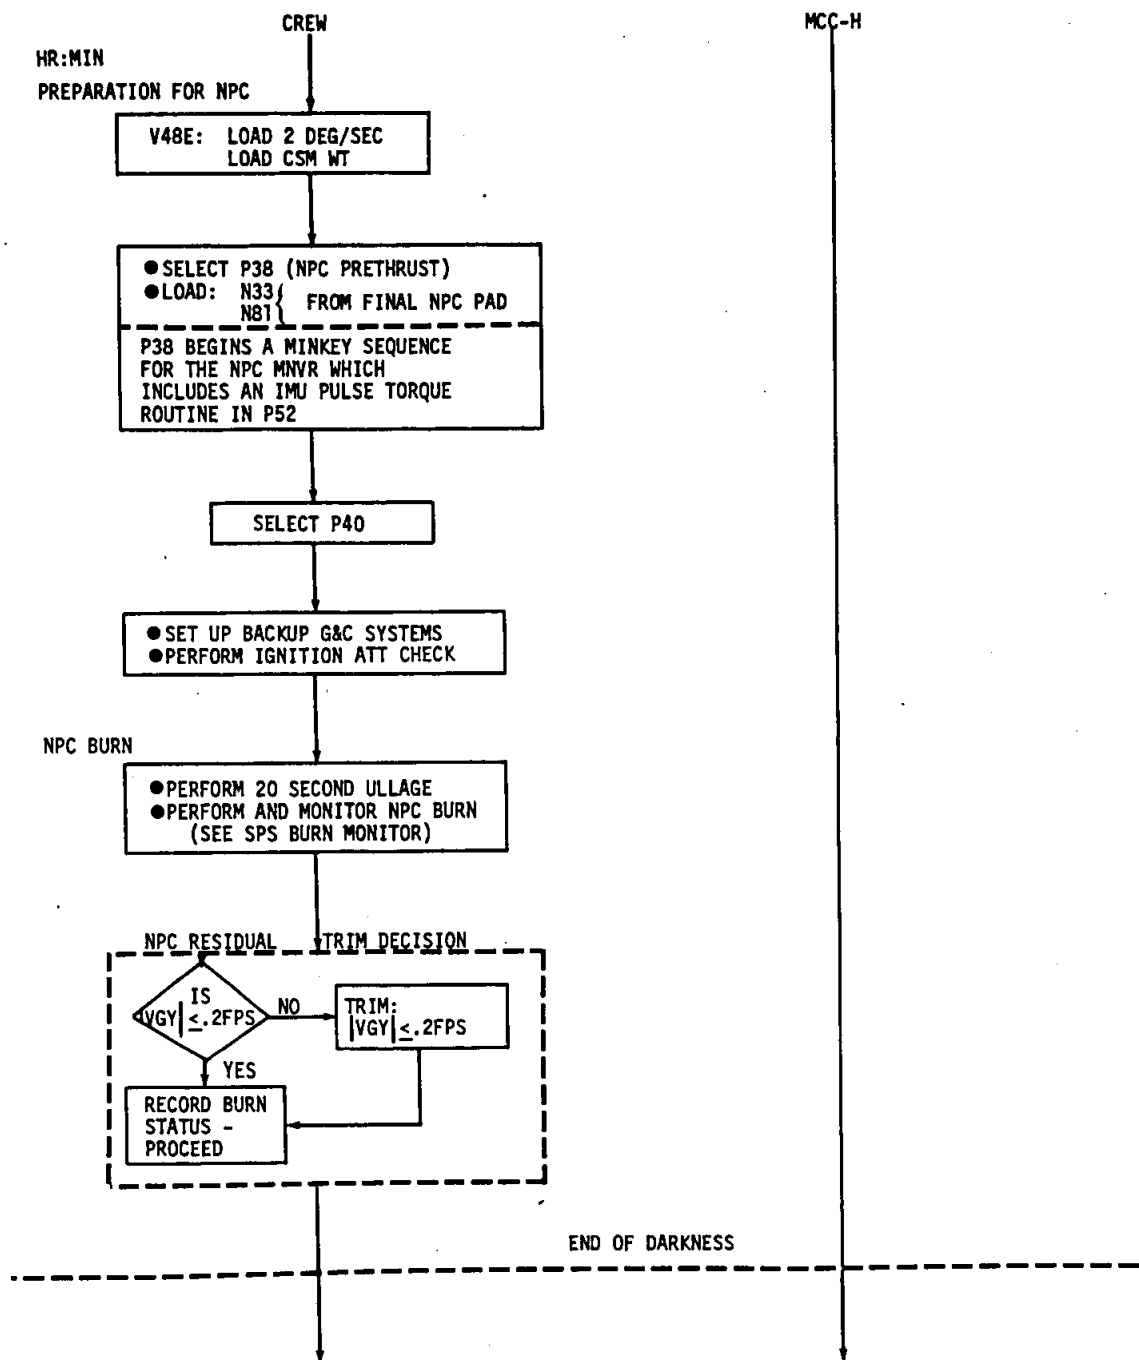 CREW
MCC-H
HR:MIN
PREPARATION FOR NPC
V48E: LOAD 2 DEG/SEC
LOAD CSM WT
●SELECT P38 (NPC PRETHRUST)
●LOAD: N33{ FROM FINAL NPC PAD
N81
P38 BEGINS A MINKEY SEQUENCE
FOR THE NPC MNVR WHICH
INCLUDES AN IMU PULSE TORQUE
ROUTINE IN P52
SELECT P40
●SET UP BACKUP G&C SYSTEMS
●PERFORM IGNITION ATT CHECK
NPC BURN
●PERFORM 20 SECOND ULLAGE
●PERFORM AND MONITOR NPC BURN
(SEE SPS BURN MONITOR)
NPC RESIDUAL TRIM DECISION
IS
|VGY|≤.2FPS
NO
TRIM:
|VGY|≤.2FPS
YES
RECORD BURN
STATUS -
PROCEED
END OF DARKNESS